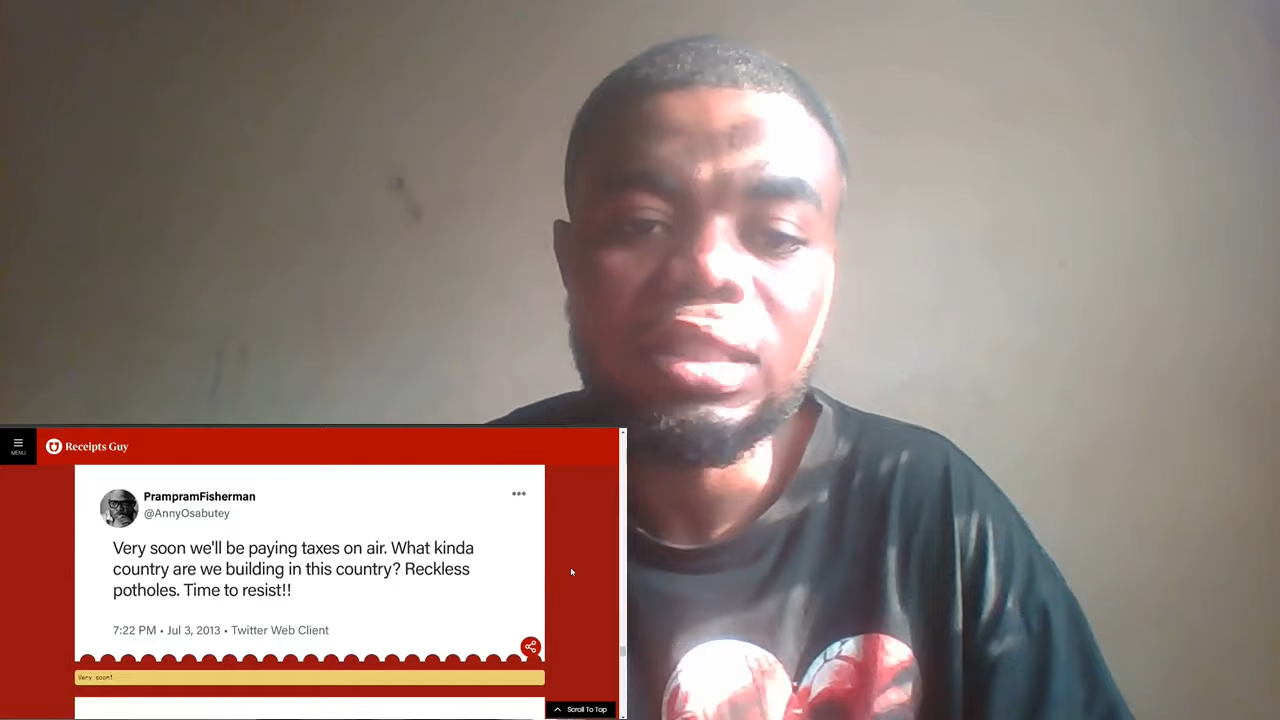 MENU
Receipts Guy
PrampramFisherman
@AnnyOsabutey
Very soon we'll be paying taxes on air. What kinda
country are we building in this country? Reckless
potholes. Time to resist!!
7:22 PM • Jul 3, 2013 • Twitter Web Client
Very soon!
Scroll To Top